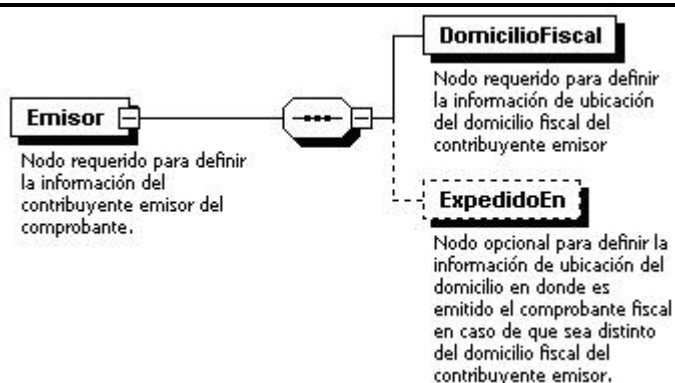 DomicilioFiscal
Nodo requerido para definir
la información de ubicación
del domicilio fiscal del
contribuyente emisor
Emisor
Nodo requerido para definir
la información del
contribuyente emisor del
comprobante.
ExpedidoEn
Nodo opcional para definir la
información de ubicación del
domicilio en donde es
emitido el comprobante fiscal
en caso de que sea distinto
del domicilio fiscal del
contribuyente emisor.